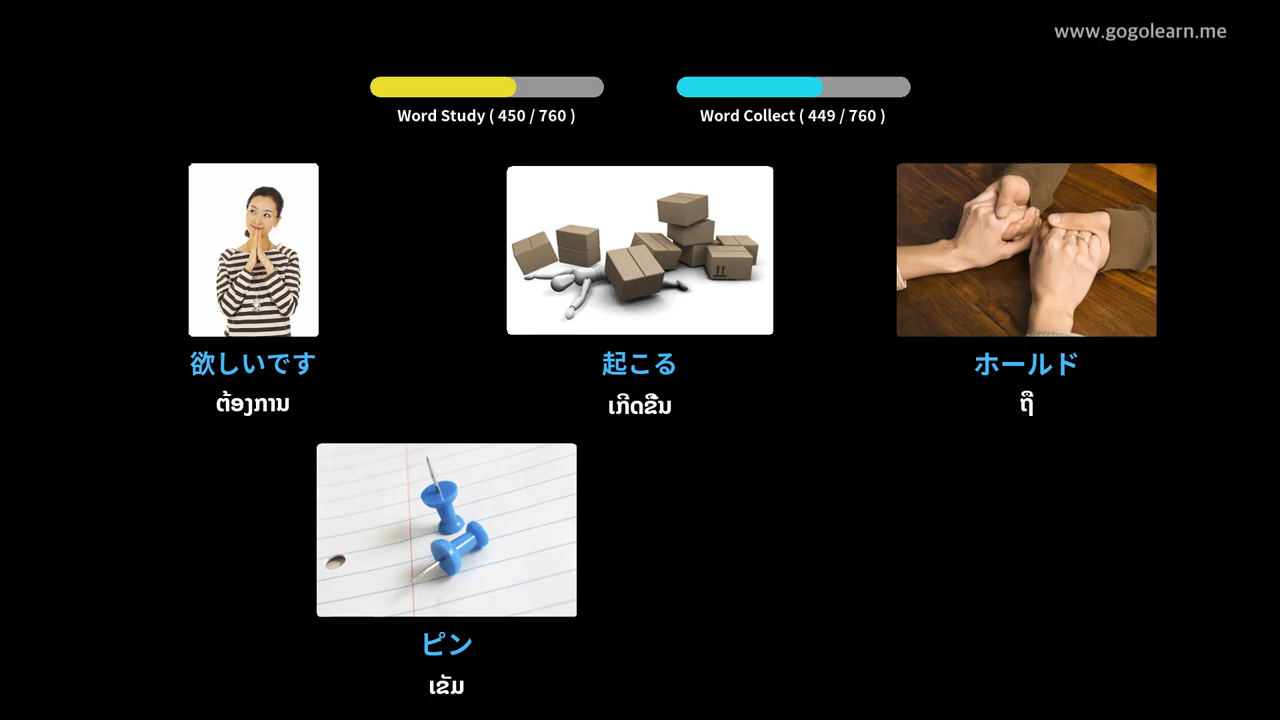 www.gogolearn.me
Word Study ( 450 / 760 )
Word Collect ( 449 / 760 )
欲しいです
ຕ້ອງການ
起こる
ເກີດຂື້ນ
ホールド
ຖື
ピン
ເຂັມ